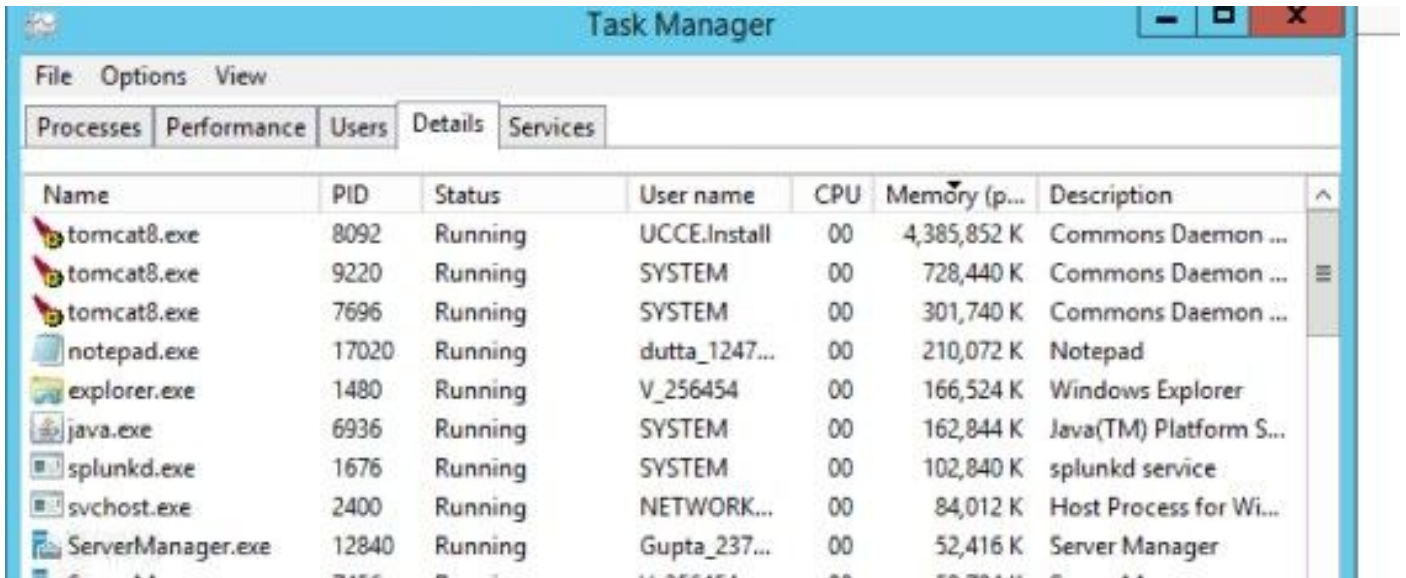 Task Manager
File Options View
Processes Performance Users Details Services
Name PID Status User name CPU Memory (p... Description
tomcat8.exe 8092 Running UCCE.Install 00 4,385,852 K Commons Daemon ...
tomcat8.exe 9220 Running SYSTEM 00 728,440 K Commons Daemon ...
tomcat8.exe 7696 Running SYSTEM 00 301,740 K Commons Daemon ...
notepad.exe 17020 Running dutta_1247... 00 210,072 K Notepad
explorer.exe 1480 Running V_256454 00 166,524 K Windows Explorer
java.exe 6936 Running SYSTEM 00 162,844 K Java(TM) Platform S...
splunkd.exe 1676 Running SYSTEM 00 102,840 K splunkd service
svchost.exe 2400 Running NETWORK... 00 84,012 K Host Process for Wi...
ServerManager.exe 12840 Running Gupta_237... 00 52,416 K Server Manager